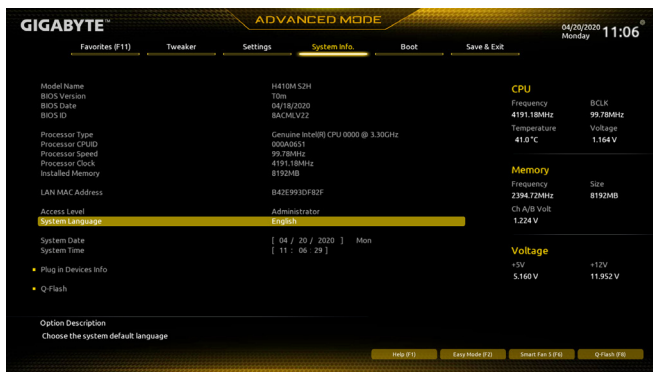 GIGABYTE™
ADVANCED MODE
04/20/2020 Monday 11:06
Favorites (F11) Tweaker Settings System Info. Boot Save & Exit
Model Name H410M S2H
BIOS Version T0m
BIOS Date 04/18/2020
BIOS ID 8ACMLV22
Processor Type Genuine Intel(R) CPU 0000 @ 3.30GHz
Processor CPUID 000A0651
Processor Speed 99.78MHz
Processor Clock 4191.18MHz
Installed Memory 8192MB
LAN MAC Address B42E993DF82F
Access Level Administrator
System Language English
System Date [ 04 / 20 / 2020 ] Mon
System Time [ 11 : 06 : 29 ]
Plug in Devices Info
Q-Flash
Option Description
Choose the system default language
CPU
Frequency BCLK
4191.18MHz 99.78MHz
Temperature Voltage
41.0 °C 1.164 V
Memory
Frequency Size
2394.72MHz 8192MB
Ch A/B Volt
1.224 V
Voltage
+5V +12V
5.160 V 11.952 V
Help (F1) Easy Mode (F2) Smart Fan 5 (F6) Q-Flash (F8)